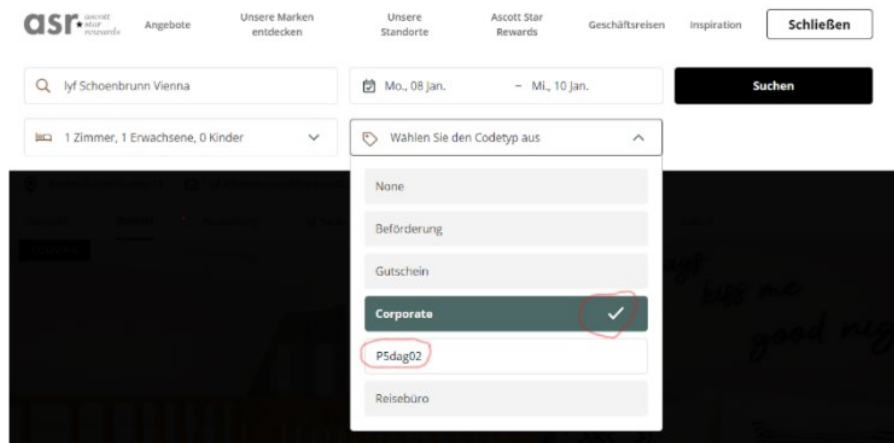 asr ascott star rewards
Angebote
Unsere Marken
entdecken
Unsere
Standorte
Ascott Star
Rewards
Geschäftsreisen
Inspiration
Schließen
lyf Schoenbrunn Vienna
Mo., 08 Jan. – Mi., 10 Jan.
Suchen
1 Zimmer, 1 Erwachsene, 0 Kinder
Wählen Sie den Codetyp aus
None
Beförderung
Gutschein
Corporate
P5dag02
Reisebüro
kiss me
good